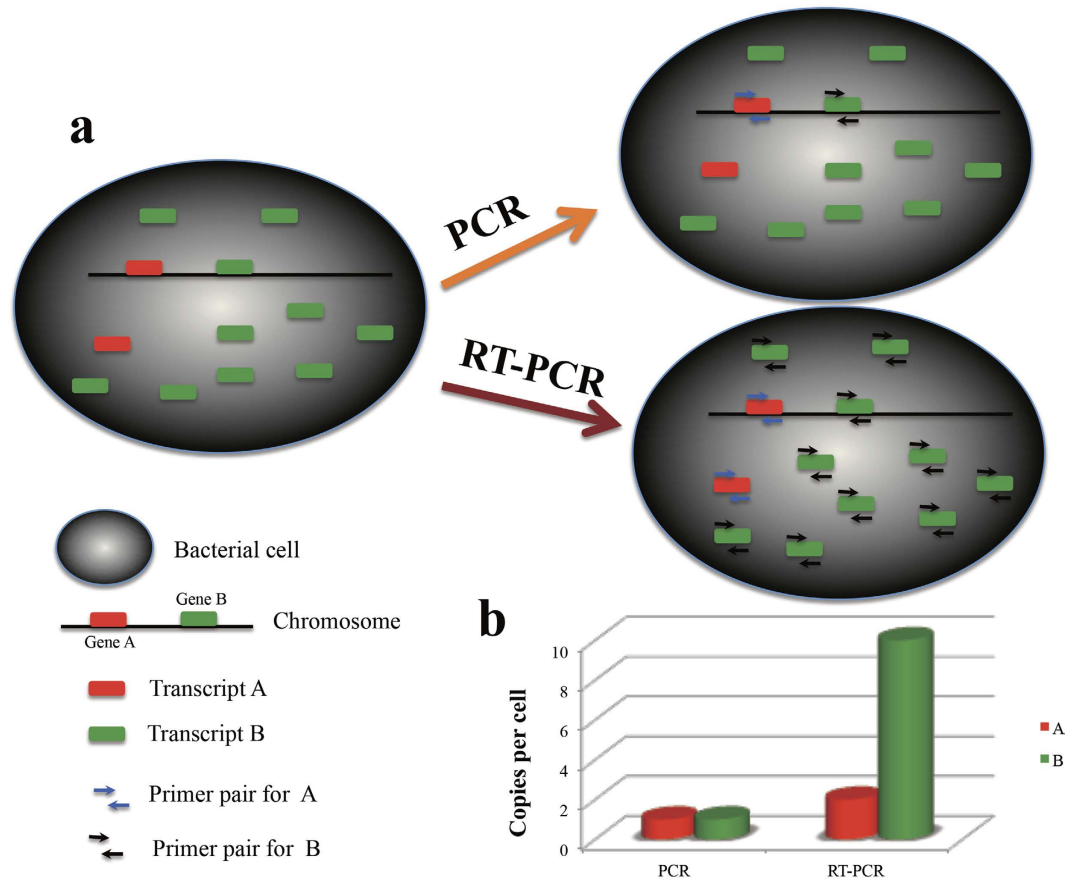 a
PCR
RT-PCR
Bacterial cell
Gene B
Chromosome
Gene A
Transcript A
Transcript B
Primer pair for A
Primer pair for B
b
Copies per cell
10
8
6
4
2
0
PCR
RT-PCR
A
B